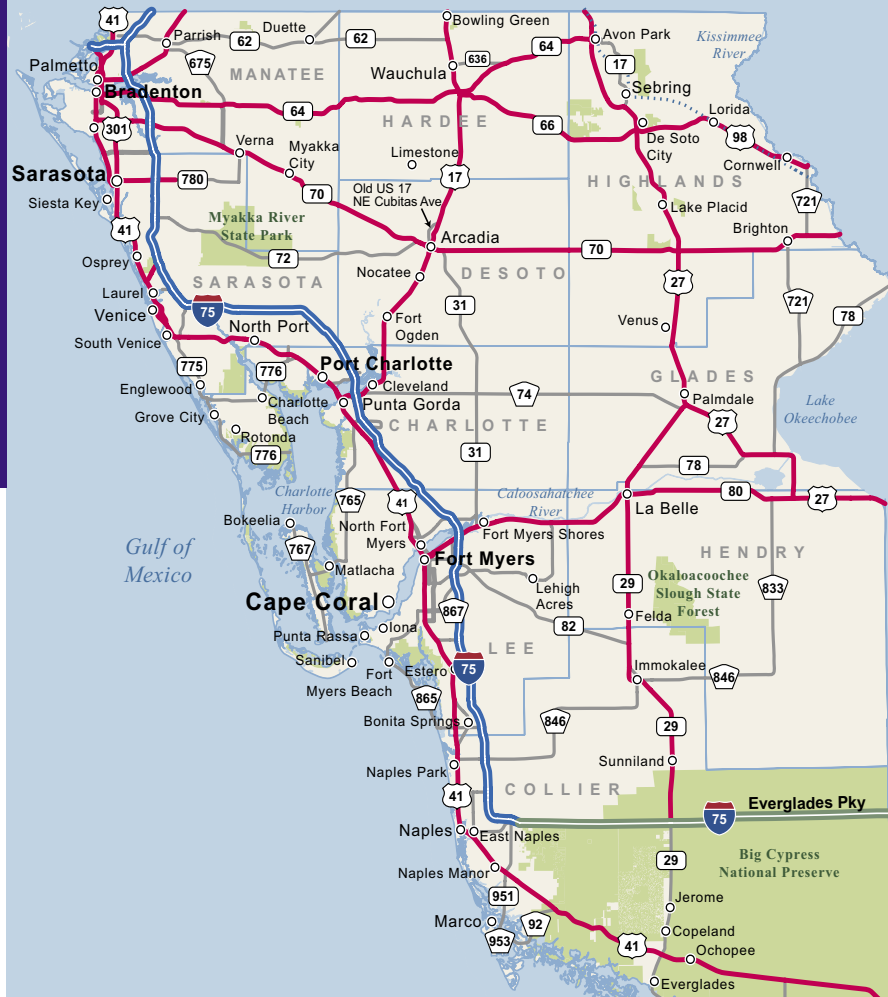 41
Parrish
Duette
62
62
Bowling Green
Avon Park
Kissimmee
River
675
MANATEE
636
64
17
Palmetto
Wauchula
Sebring
Bradenton
64
Lorida
301
HARDEE
66
98
De Soto
City
Verna
Myakka
City
Limestone
Cornwell
Sarasota
780
17
HIGHLANDS
70
Old US 17
NE Cubitas Ave
721
Siesta Key
Lake Placid
41
Myakka River
State Park
Arcadia
Brighton
72
70
Osprey
SARASOTA
Nocatee
DESOTO
27
Laurel
31
721
75
78
Venice
North Port
Fort
Ogden
Venus
South Venice
775
776
Port Charlotte
GLADES
Englewood
Cleveland
74
Palmdale
Lake
Okeechobee
Charlotte
Beach
Punta Gorda
Grove City
27
CHARLOTTE
Rotonda
776
31
78
Charlotte
Harbor
765
41
Caloosahatchee
River
80
27
La Belle
Bokeelia
North Fort
Myers
Fort Myers Shores
Gulf of
Mexico
767
Fort Myers
HENDRY
Matlacha
Lehigh
Acres
29
Okaloacoochee
Slough State
Forest
833
Cape Coral
867
Felda
Iona
82
Punta Rassa
LEE
Sanibel
Fort
Myers Beach
Estero
75
Immokalee
846
865
Bonita Springs
846
29
Sunniland
Naples Park
COLLIER
41
Everglades Pky
75
Naples
East Naples
29
Big Cypress
National Preserve
Naples Manor
951
Jerome
Marco
92
953
Copeland
41
Ochopee
Everglades